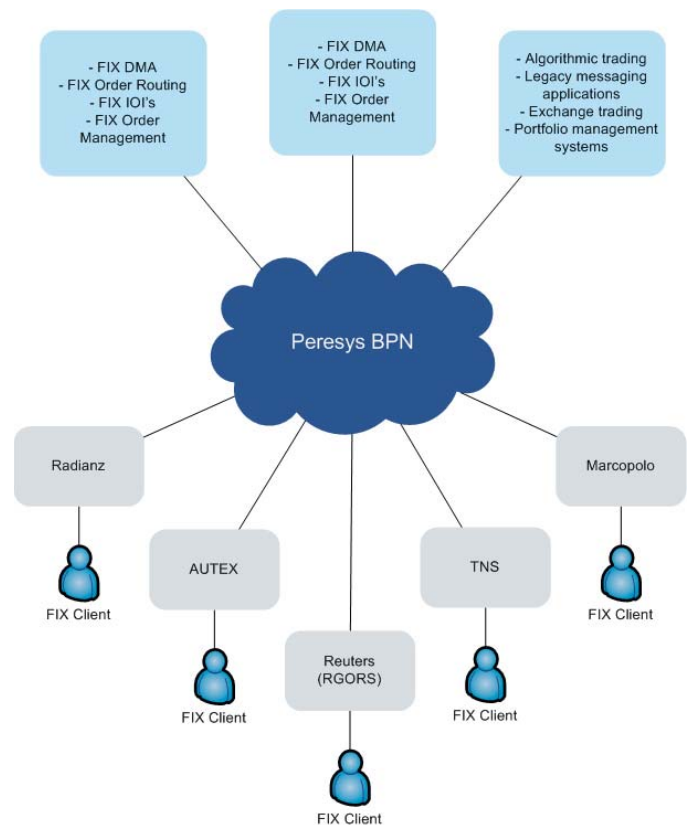 - FIX DMA
- FIX Order Routing
- FIX IOI's
- FIX Order
Management
- FIX DMA
- FIX Order Routing
- FIX IOI's
- FIX Order
Management
- Algorithmic trading
- Legacy messaging
applications
- Exchange trading
- Portfolio management
systems
Peresys BPN
Radianz
Marcopolo
AUTEX
TNS
FIX Client
FIX Client
Reuters
(RGORS)
FIX Client
FIX Client
FIX Client